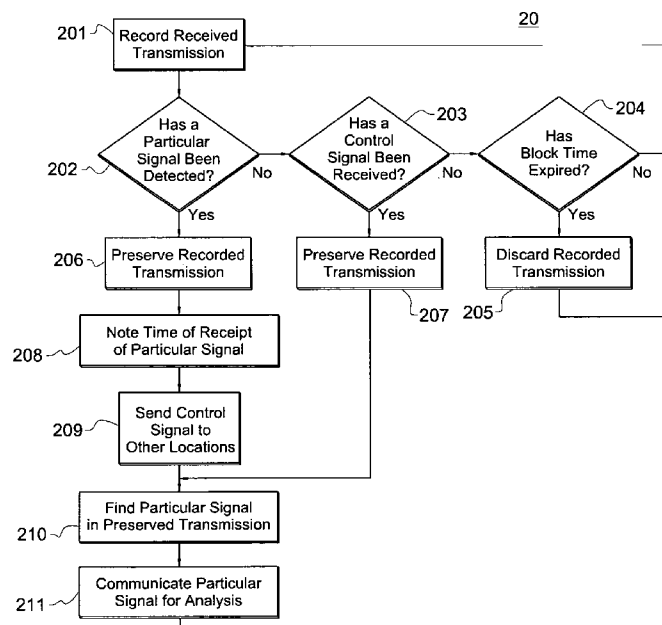 20
201
Record Received
Transmission
202
Has a
Particular
Signal Been
Detected?
No
Yes
203
Has a
Control
Signal Been
Received?
No
Yes
204
Has
Block Time
Expired?
Yes
206
Preserve Recorded
Transmission
Preserve Recorded
Transmission
207
Discard Recorded
Transmission
205
208
Note Time of Receipt
of Particular Signal
209
Send Control
Signal to
Other Locations
210
Find Particular Signal
in Preserved Transmission
211
Communicate Particular
Signal for Analysis